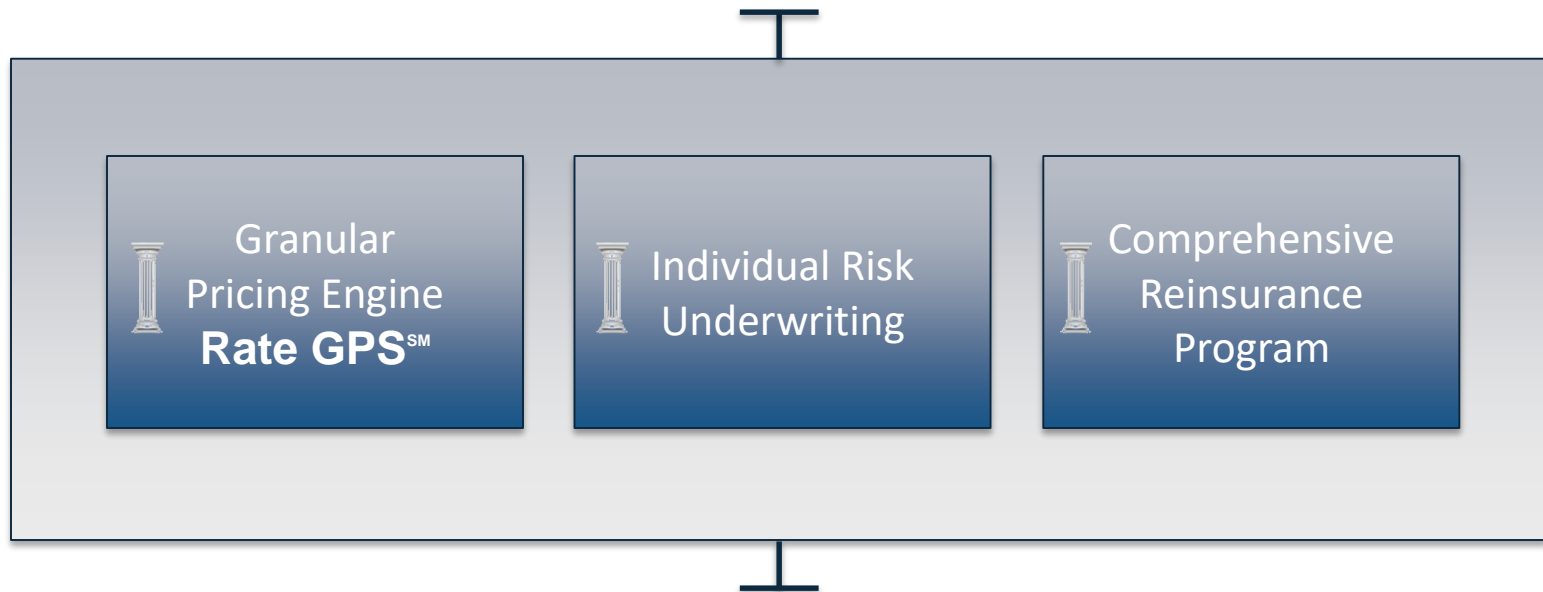 Granular
Pricing Engine
Rate GPS℠
Individual Risk
Underwriting
Comprehensive
Reinsurance
Program